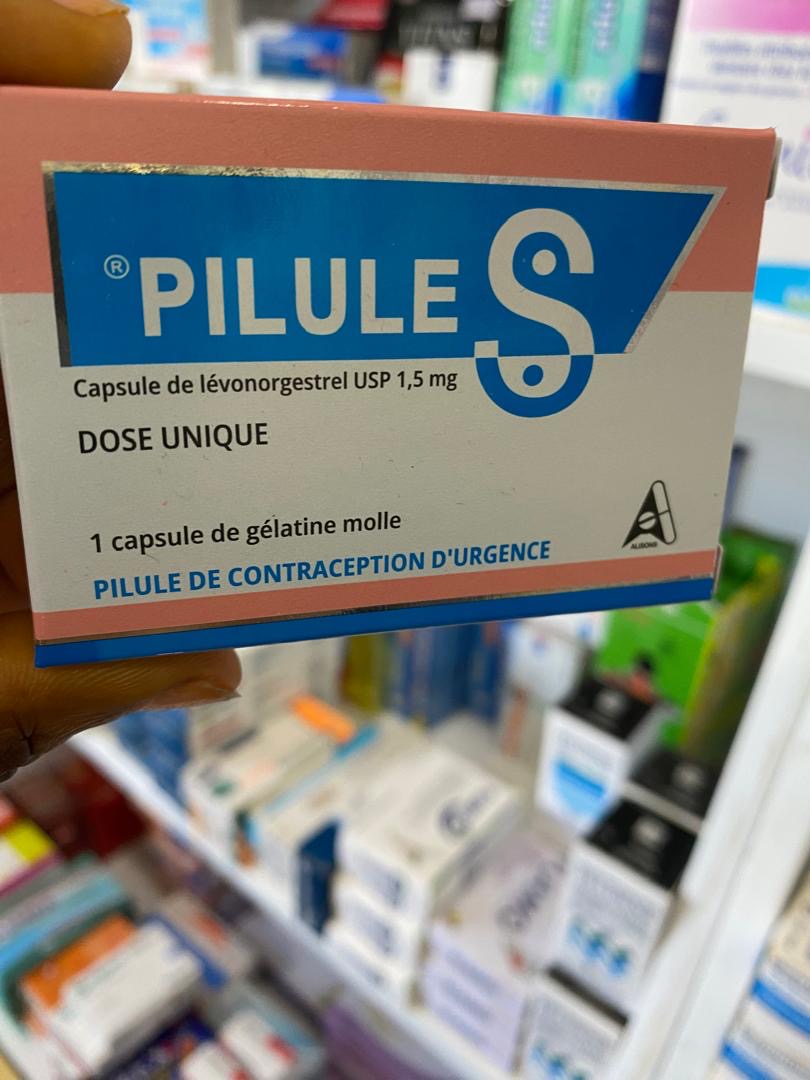 ® PILULE S
Capsule de lévonorgestrel USP 1,5 mg
DOSE UNIQUE
1 capsule de gélatine molle
PILULE DE CONTRACEPTION D'URGENCE
ALISONS